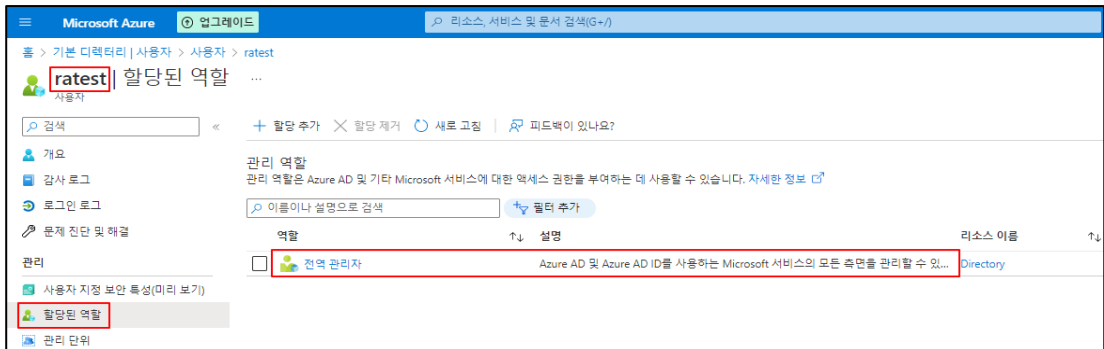 Microsoft Azure 업그레이드 리소스, 서비스 및 문서 검색(G+/)
홈 > 기본 디렉터리 | 사용자 > 사용자 > ratest
ratest | 할당된 역할 ...
사용자
검색 «
할당 추가 할당 제거 새로 고침 피드백이 있나요?
개요
감사 로그
로그인 로그
문제 진단 및 해결
관리
사용자 지정 보안 특성(미리 보기)
할당된 역할
관리 단위
관리 역할
관리 역할은 Azure AD 및 기타 Microsoft 서비스에 대한 액세스 권한을 부여하는 데 사용할 수 있습니다. 자세한 정보
이름이나 설명으로 검색 필터 추가
역할 ↑↓ 설명 리소스 이름 ↑↓
전역 관리자 Azure AD 및 Azure AD ID를 사용하는 Microsoft 서비스의 모든 측면을 관리할 수 있... Directory